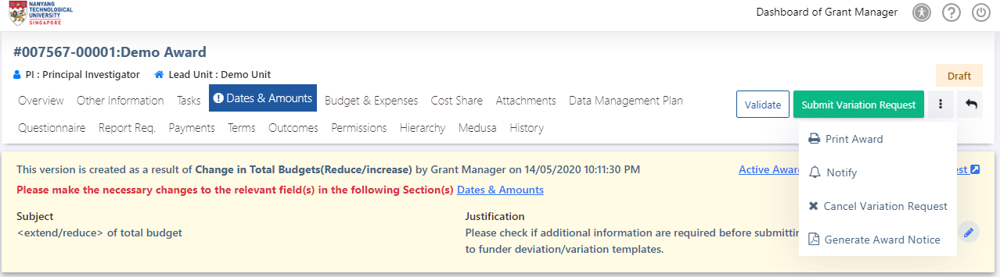 NANYANG
TECHNOLOGICAL
UNIVERSITY
SINGAPORE
Dashboard of Grant Manager
#007567-00001:Demo Award
PI : Principal Investigator Lead Unit : Demo Unit
Draft
Overview Other Information Tasks Dates & Amounts Budget & Expenses Cost Share Attachments Data Management Plan
Validate Submit Variation Request
Questionnaire Report Req. Payments Terms Outcomes Permissions Hierarchy Medusa History
Print Award
Notify
Cancel Variation Request
Generate Award Notice
This version is created as a result of Change in Total Budgets(Reduce/increase) by Grant Manager on 14/05/2020 10:11:30 PM
Active Awar est
Please make the necessary changes to the relevant field(s) in the following Section(s) Dates & Amounts
Subject
<extend/reduce> of total budget
Justification
Please check if additional information are required before submittin
to funder deviation/variation templates.